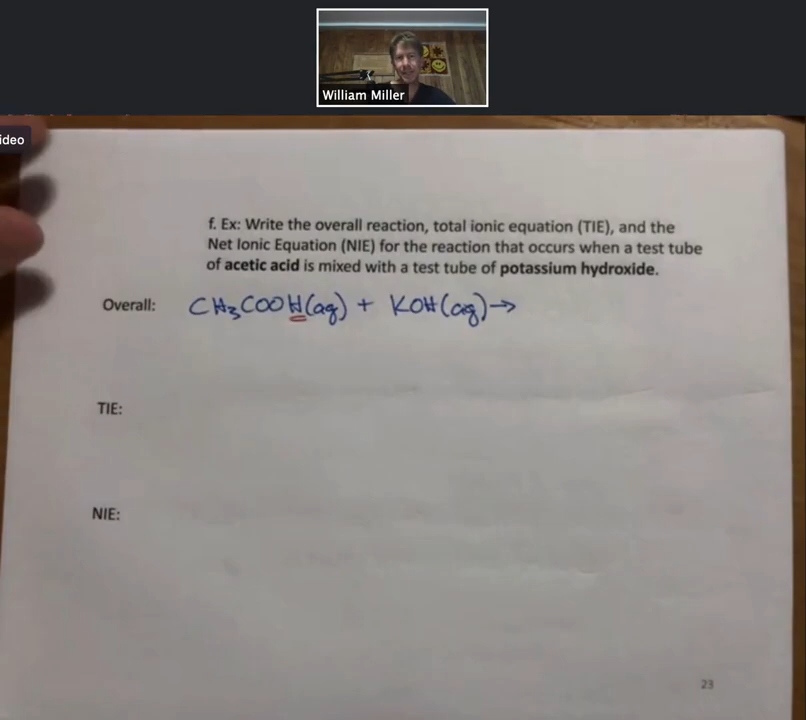 William Miller
ideo
f. Ex: Write the overall reaction, total ionic equation (TIE), and the
Net Ionic Equation (NIE) for the reaction that occurs when a test tube
of acetic acid is mixed with a test tube of potassium hydroxide.
Overall: CH₃COOH(aq) + KOH(aq)→
TIE:
NIE:
23